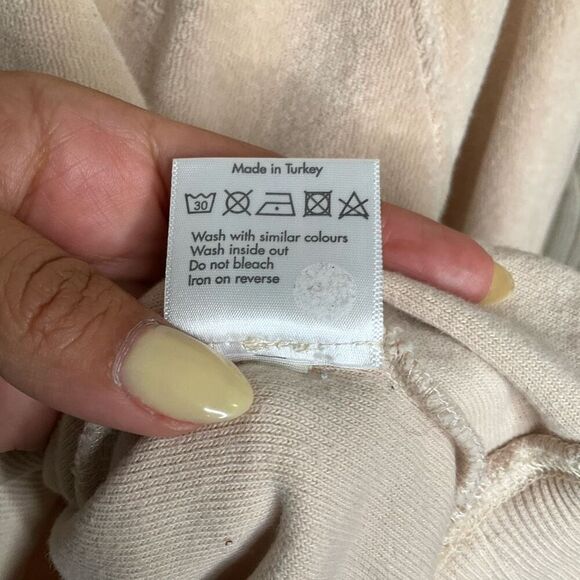 Made in Turkey
30
Wash with similar colours
Wash inside out
Do not bleach
Iron on reverse